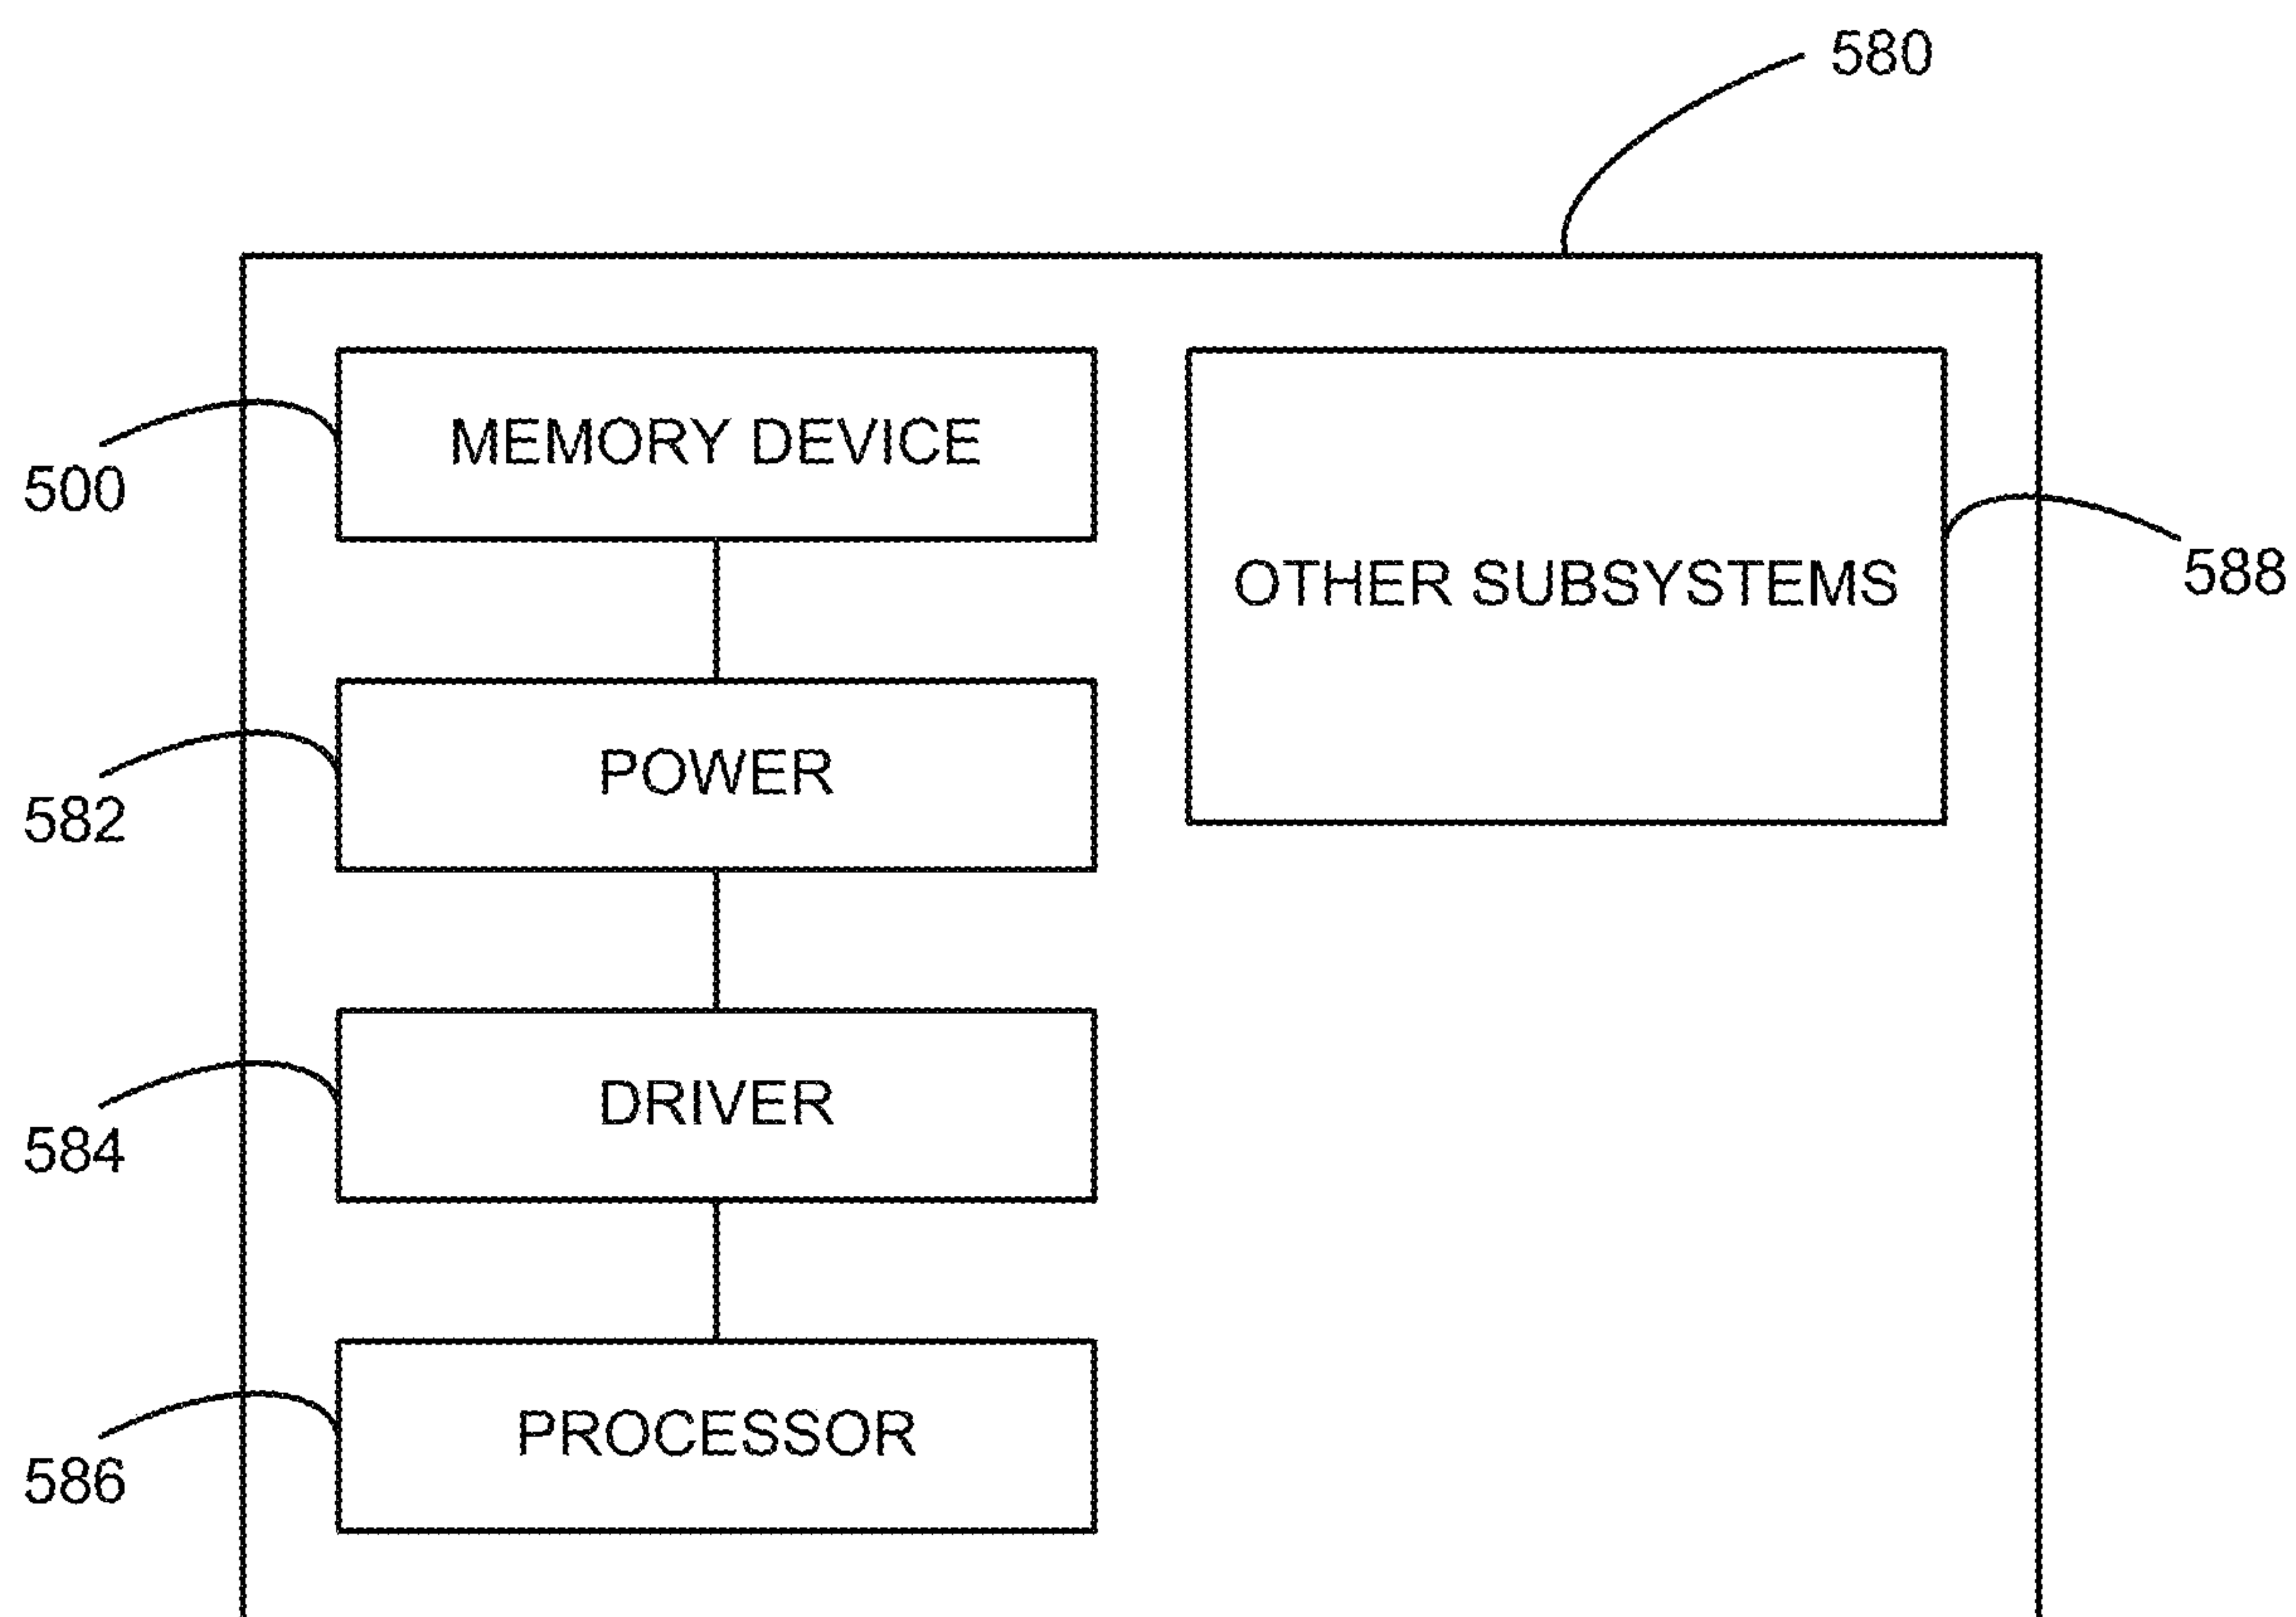 580
MEMORY DEVICE
500
OTHER SUBSYSTEMS
588
POWER
582
DRIVER
584
PROCESSOR
586